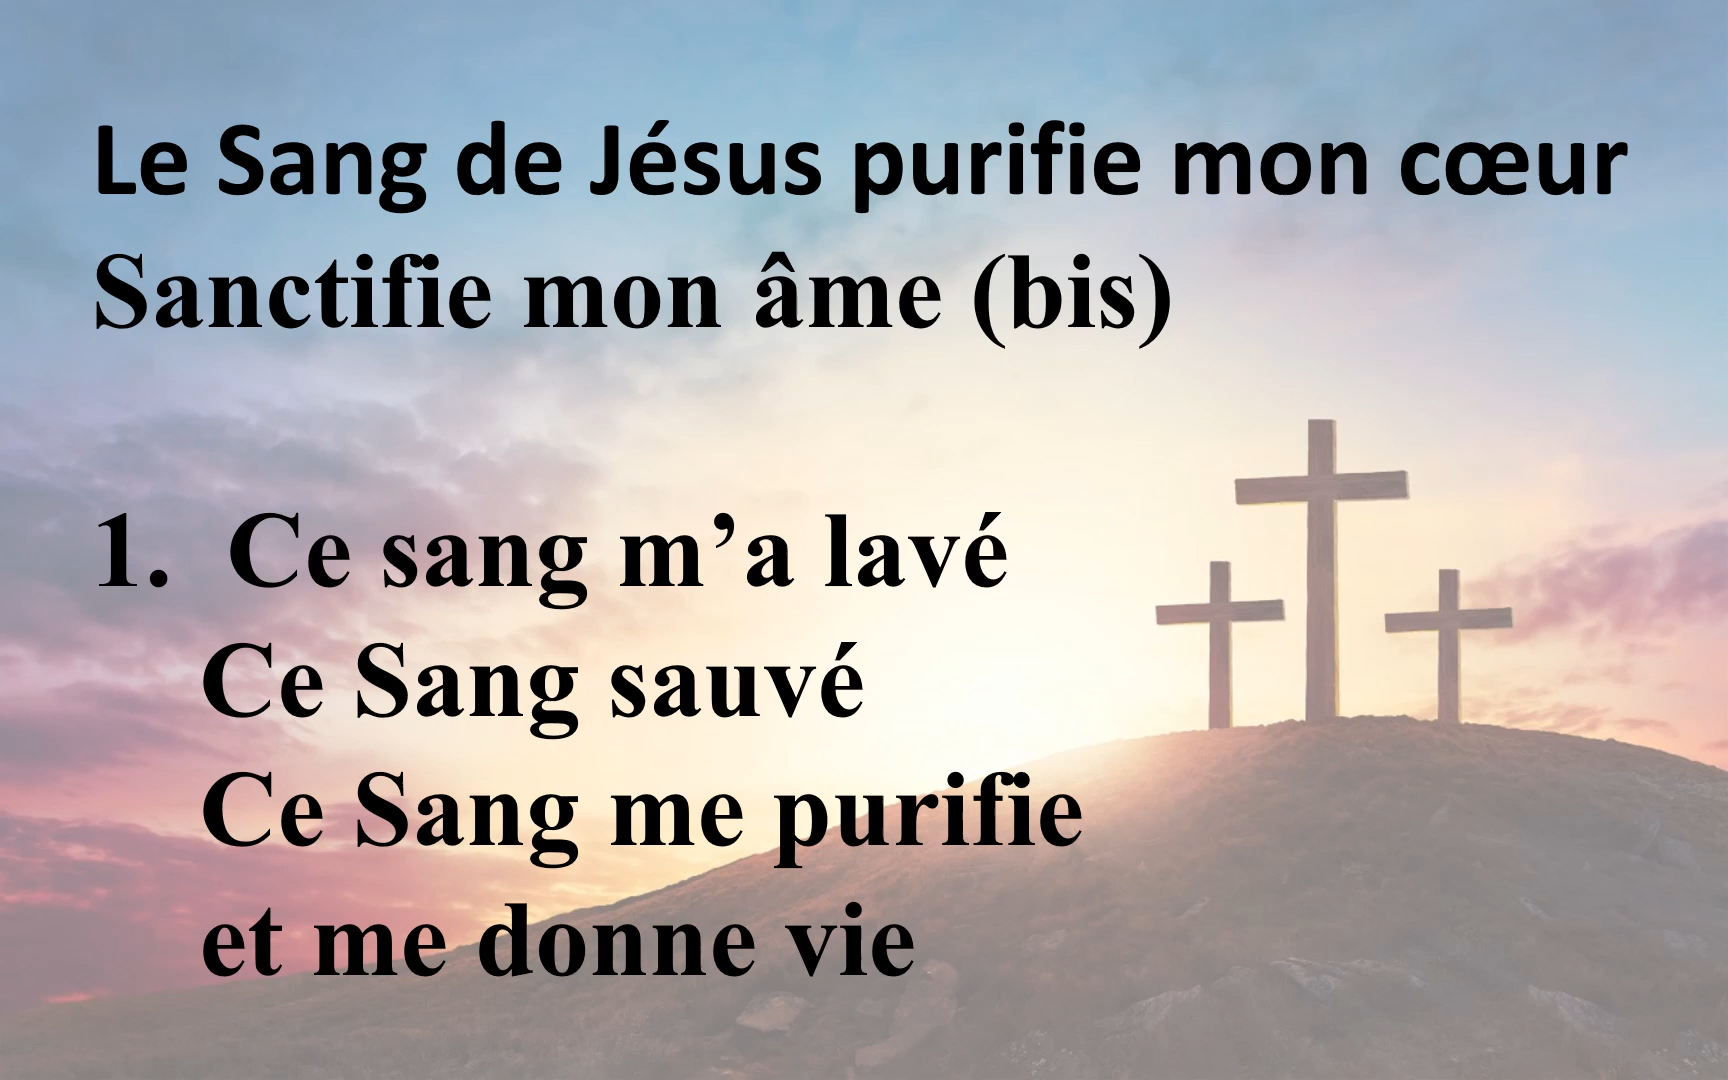 Le Sang de Jésus purifie mon cœur
Sanctifie mon âme (bis)
1. Ce sang m’a lavé
Ce Sang sauvé
Ce Sang me purifie
et me donne vie